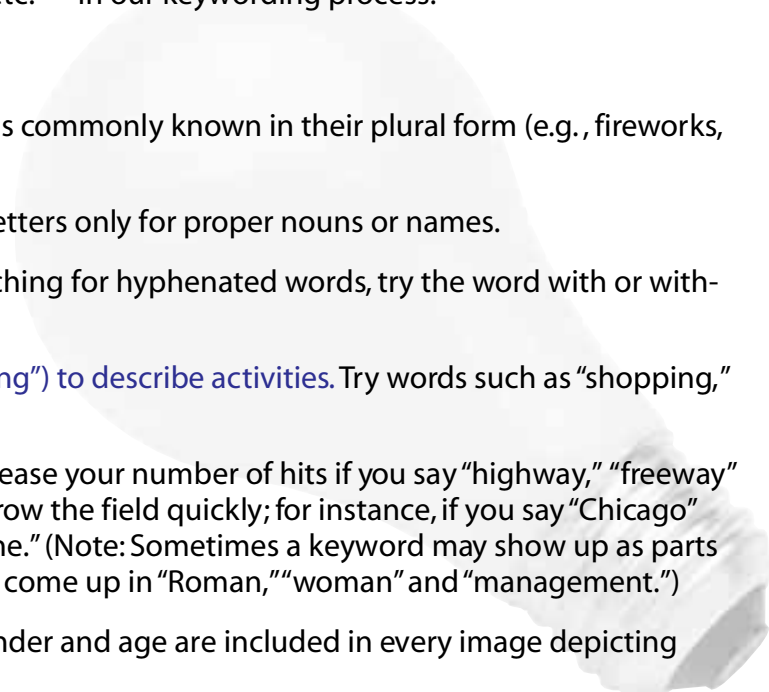 in our keywording process.
s commonly known in their plural form (e.g., fireworks,
etters only for proper nouns or names.
ching for hyphenated words, try the word with or with-
ng”) to describe activities. Try words such as “shopping,”
ease your number of hits if you say “highway,” “freeway”
row the field quickly; for instance, if you say “Chicago”
ne.” (Note: Sometimes a keyword may show up as parts
come up in “Roman,” “woman” and “management.”)
nder and age are included in every image depicting